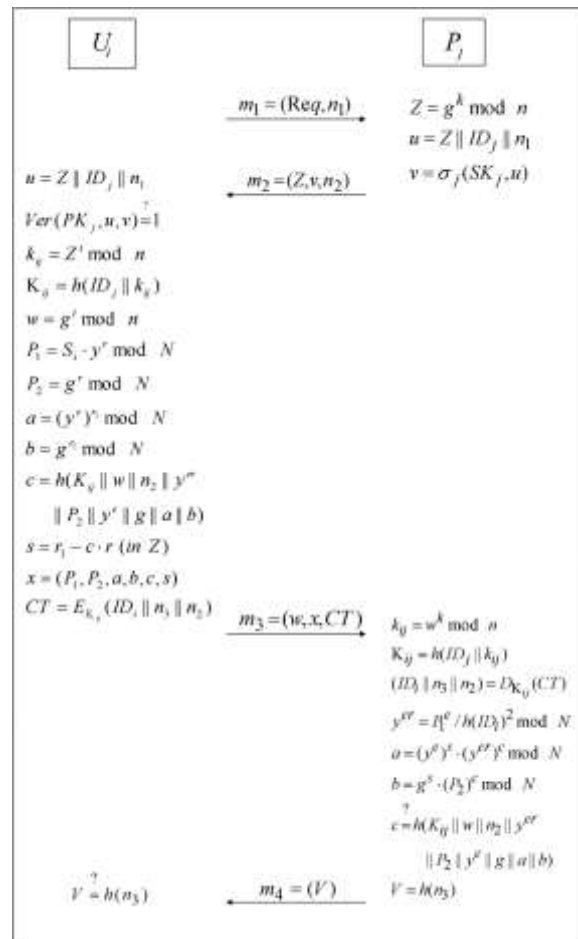 U_i
P_j
m_1 = (Req, n_1)
Z = g^k mod n
u = Z || ID_j || n_1
v = σ_j(SK_j, u)
m_2 = (Z, v, n_2)
u = Z || ID_j || n_1
Ver(PK_j, u, v) ?= 1
k_ij = Z^t mod n
K_ij = h(ID_j || k_ij)
w = g^t mod n
P_1 = S_i · y^r mod N
P_2 = g^r mod N
a = (y^e)^{r_1} mod N
b = g^{r_1} mod N
c = h(K_ij || w || n_2 || y^{er}
|| P_2 || y^e || g || a || b)
s = r_1 − c · r (in Z)
x = (P_1, P_2, a, b, c, s)
CT = E_{K_ij}(ID_i || n_3 || n_2)
m_3 = (w, x, CT)
k_ij = w^k mod n
K_ij = h(ID_j || k_ij)
(ID_i || n_3 || n_2) = D_{K_ij}(CT)
y^{er} = P_1^e / h(ID_i)^2 mod N
a = (y^e)^s · (y^{er})^c mod N
b = g^s · (P_2)^c mod N
c ?= h(K_ij || w || n_2 || y^{er}
|| P_2 || y^e || g || a || b)
V ?= h(n_3)
m_4 = (V)
V = h(n_3)